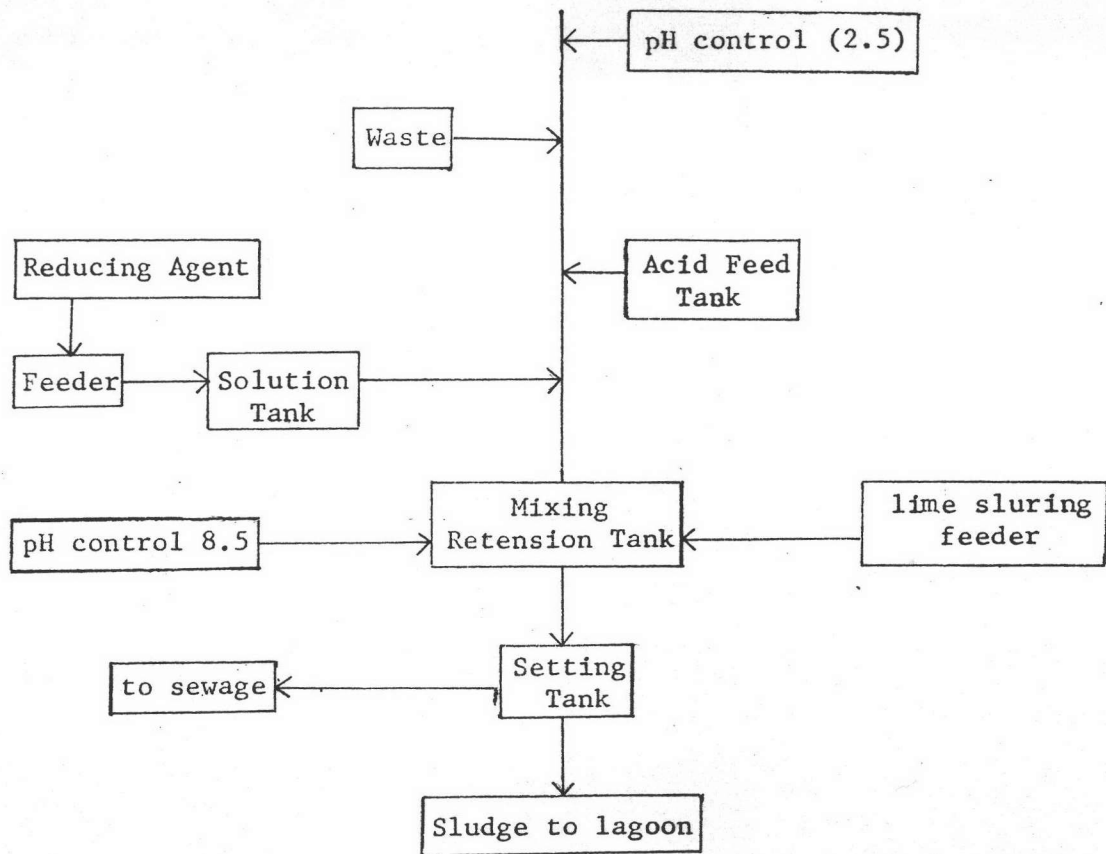 pH control (2.5)
Waste
Reducing Agent
Acid Feed
Tank
Feeder
Solution
Tank
Mixing
Retension Tank
lime sluring
feeder
pH control 8.5
to sewage
Setting
Tank
Sludge to lagoon